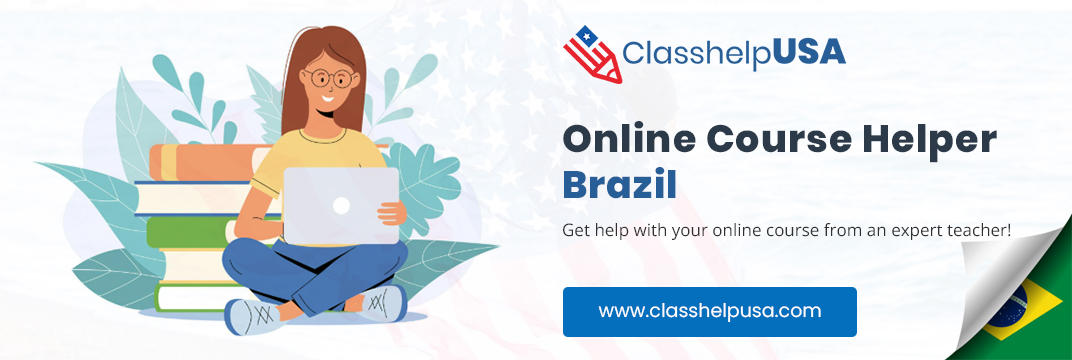 ClasshelpUSA
Online Course Helper
Brazil
Get help with your online course from an expert teacher!
www.classhelpusa.com